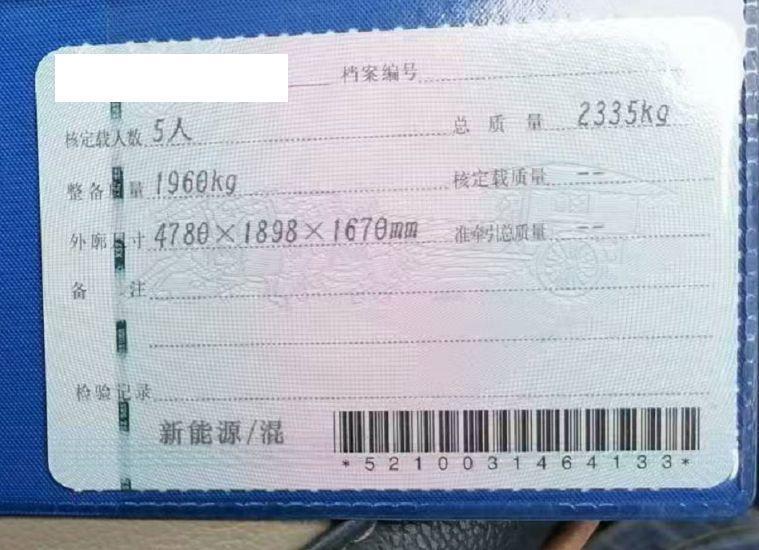 档案编号
核定载人数 5人 总质量 2335kg
整备质量 1960kg 核定载质量 --
外廓尺寸 4780×1898×1670mm 准牵引总质量 --
备注
检验记录
新能源/混
*5210031464133*